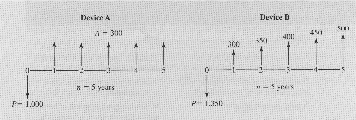 Device A
A = 300
0 1 2 3 4 5
n = 5 years
P = 1,000
Device B
300 350 400 450 500
0 1 2 3 4 5
n = 5 years
P = 1,350